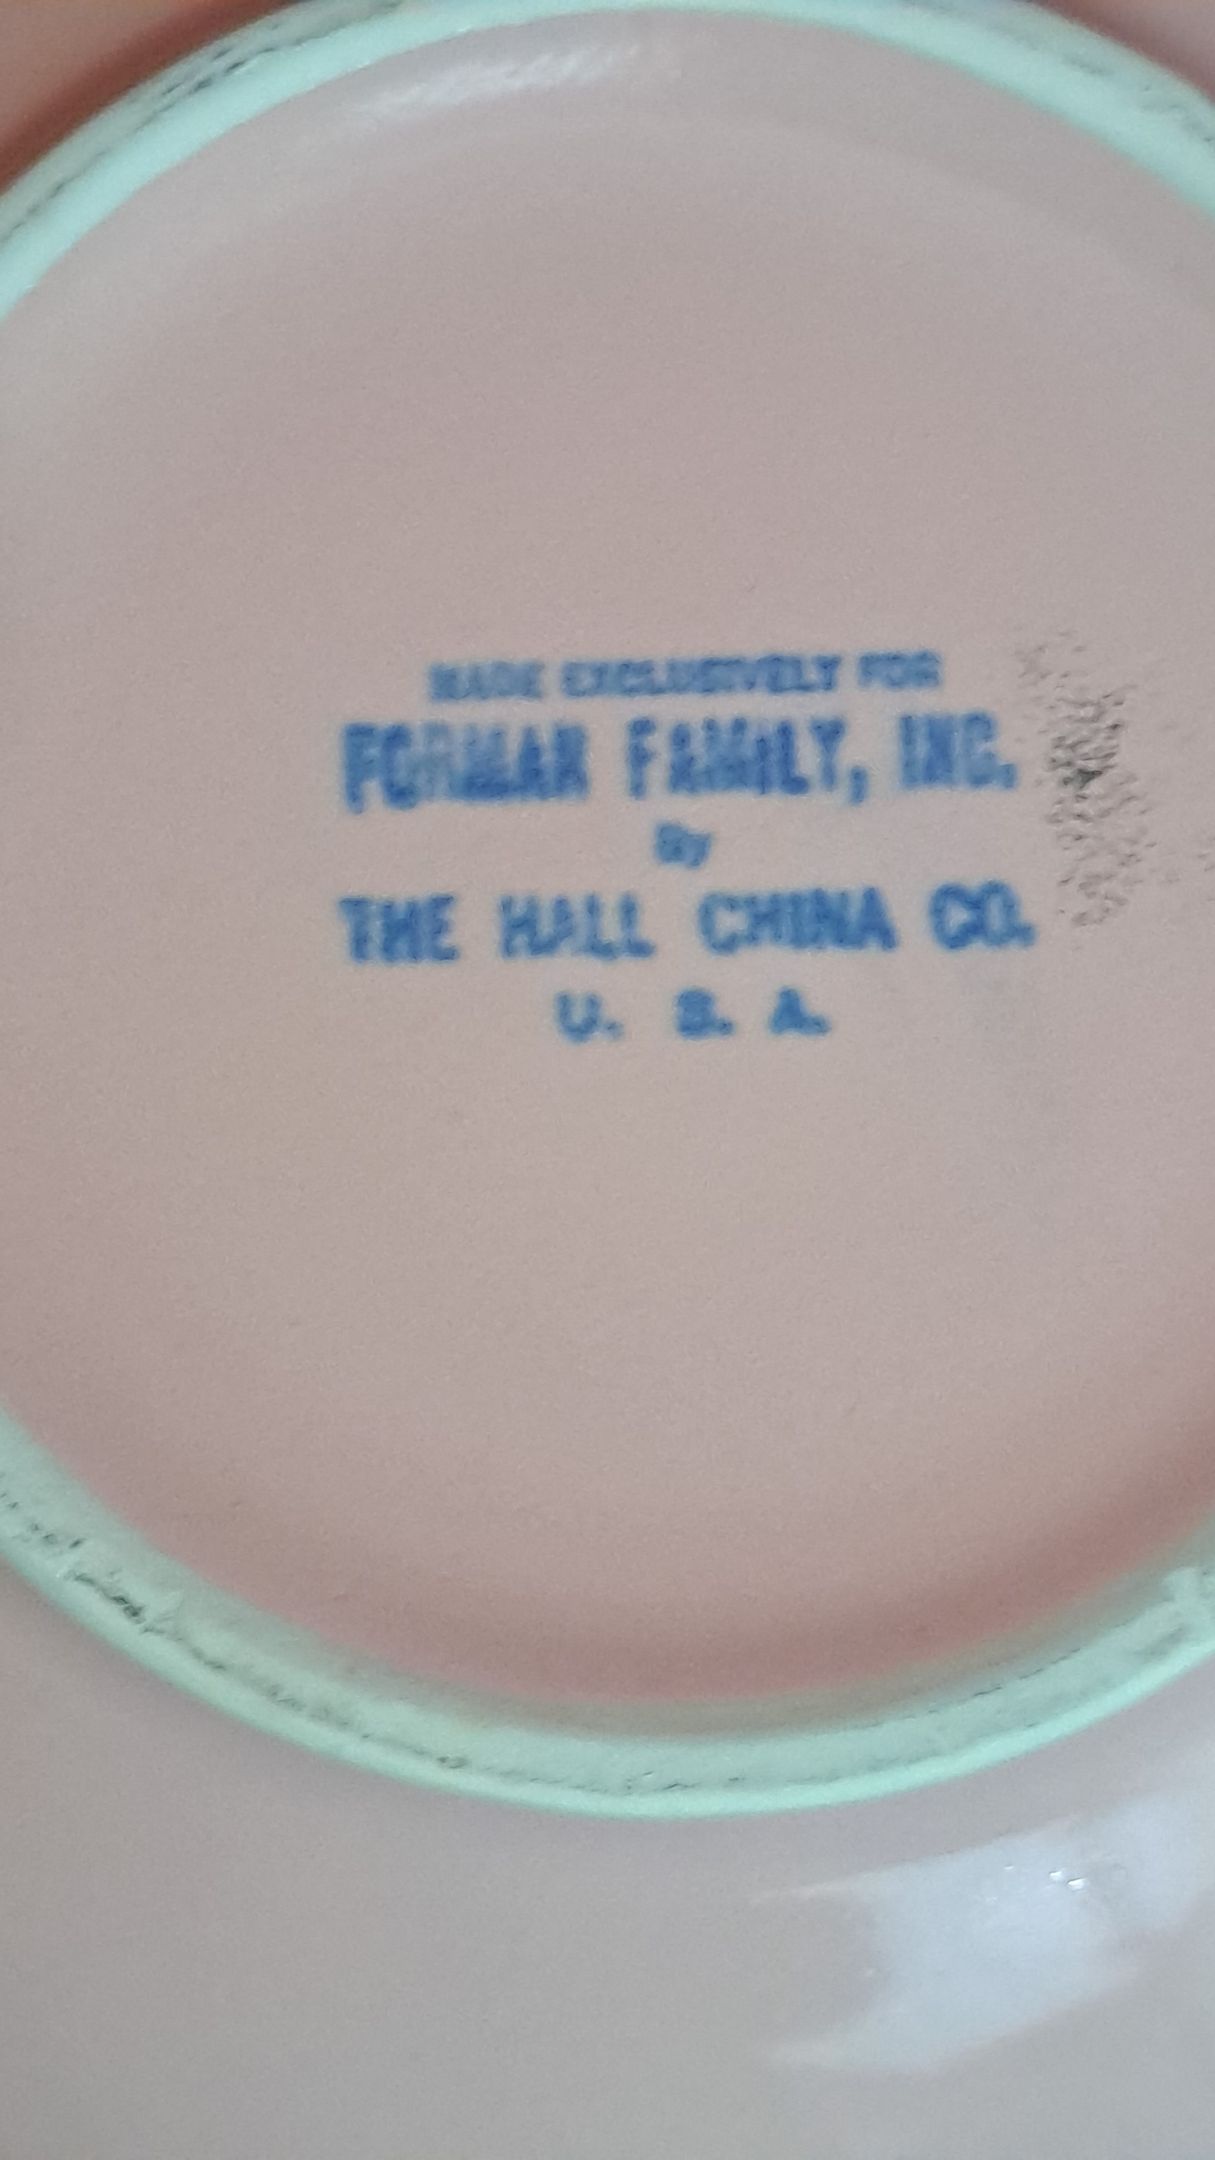 MADE EXCLUSIVELY FOR
FORMAN FAMILY, INC.
By
THE HALL CHINA CO.
U. S. A.